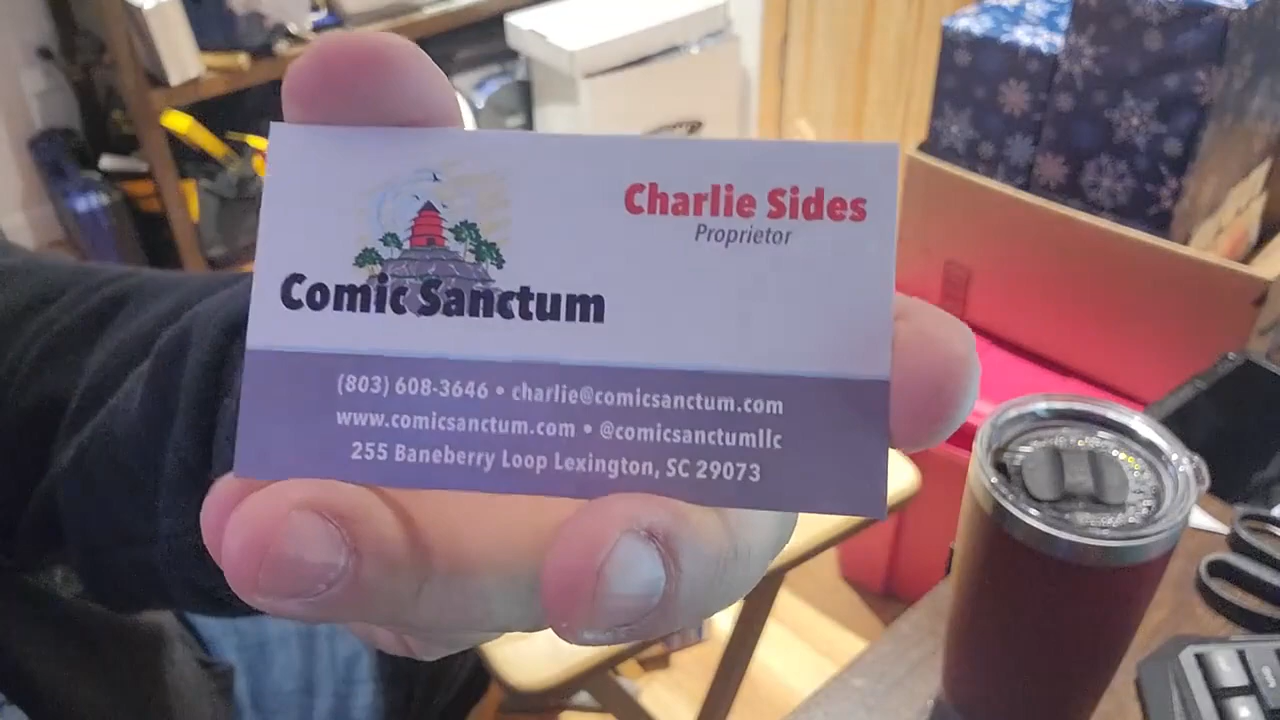 Charlie Sides
Proprietor
Comic Sanctum
(803) 608-3646 • charlie@comicsanctum.com
www.comicsanctum.com • @comicsanctumllc
255 Baneberry Loop Lexington, SC 29073